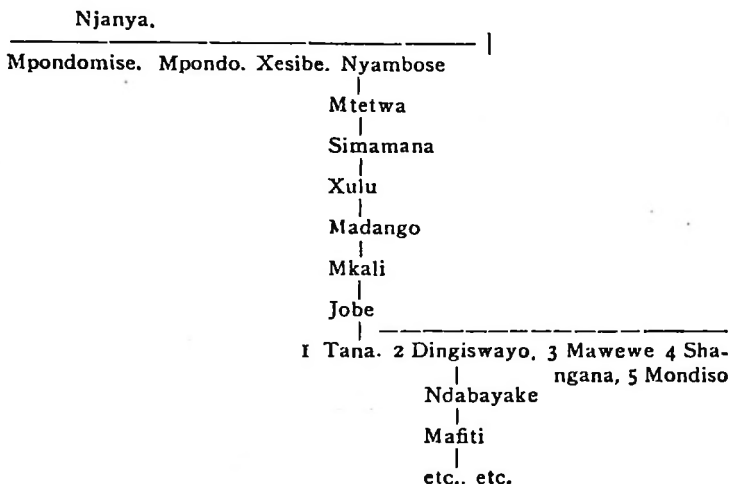 Njanya.
Mpondomise. Mpondo. Xesibe. Nyambose
Mtetwa
Simamana
Xulu
Madango
Mkali
Jobe
1 Tana. 2 Dingiswayo. 3 Mawewe 4 Sha-
ngana, 5 Mondiso
Ndabayake
Mafiti
etc., etc.